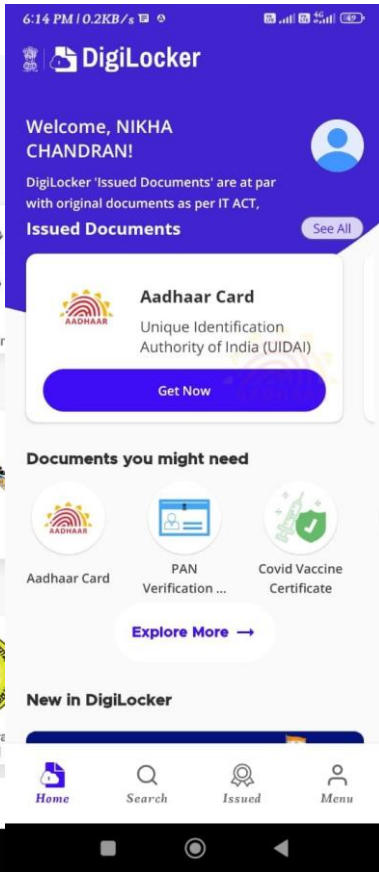 6:14 PM | 0.2KB/s
4G
49
DigiLocker
Welcome, NIKHA
CHANDRAN!
DigiLocker 'Issued Documents' are at par
with original documents as per IT ACT,
Issued Documents
See All
AADHAAR
Aadhaar Card
Unique Identification
Authority of India (UIDAI)
Get Now
Documents you might need
AADHAAR
Aadhaar Card
PAN
Verification ...
Covid Vaccine
Certificate
Explore More →
New in DigiLocker
Home
Search
Issued
Menu